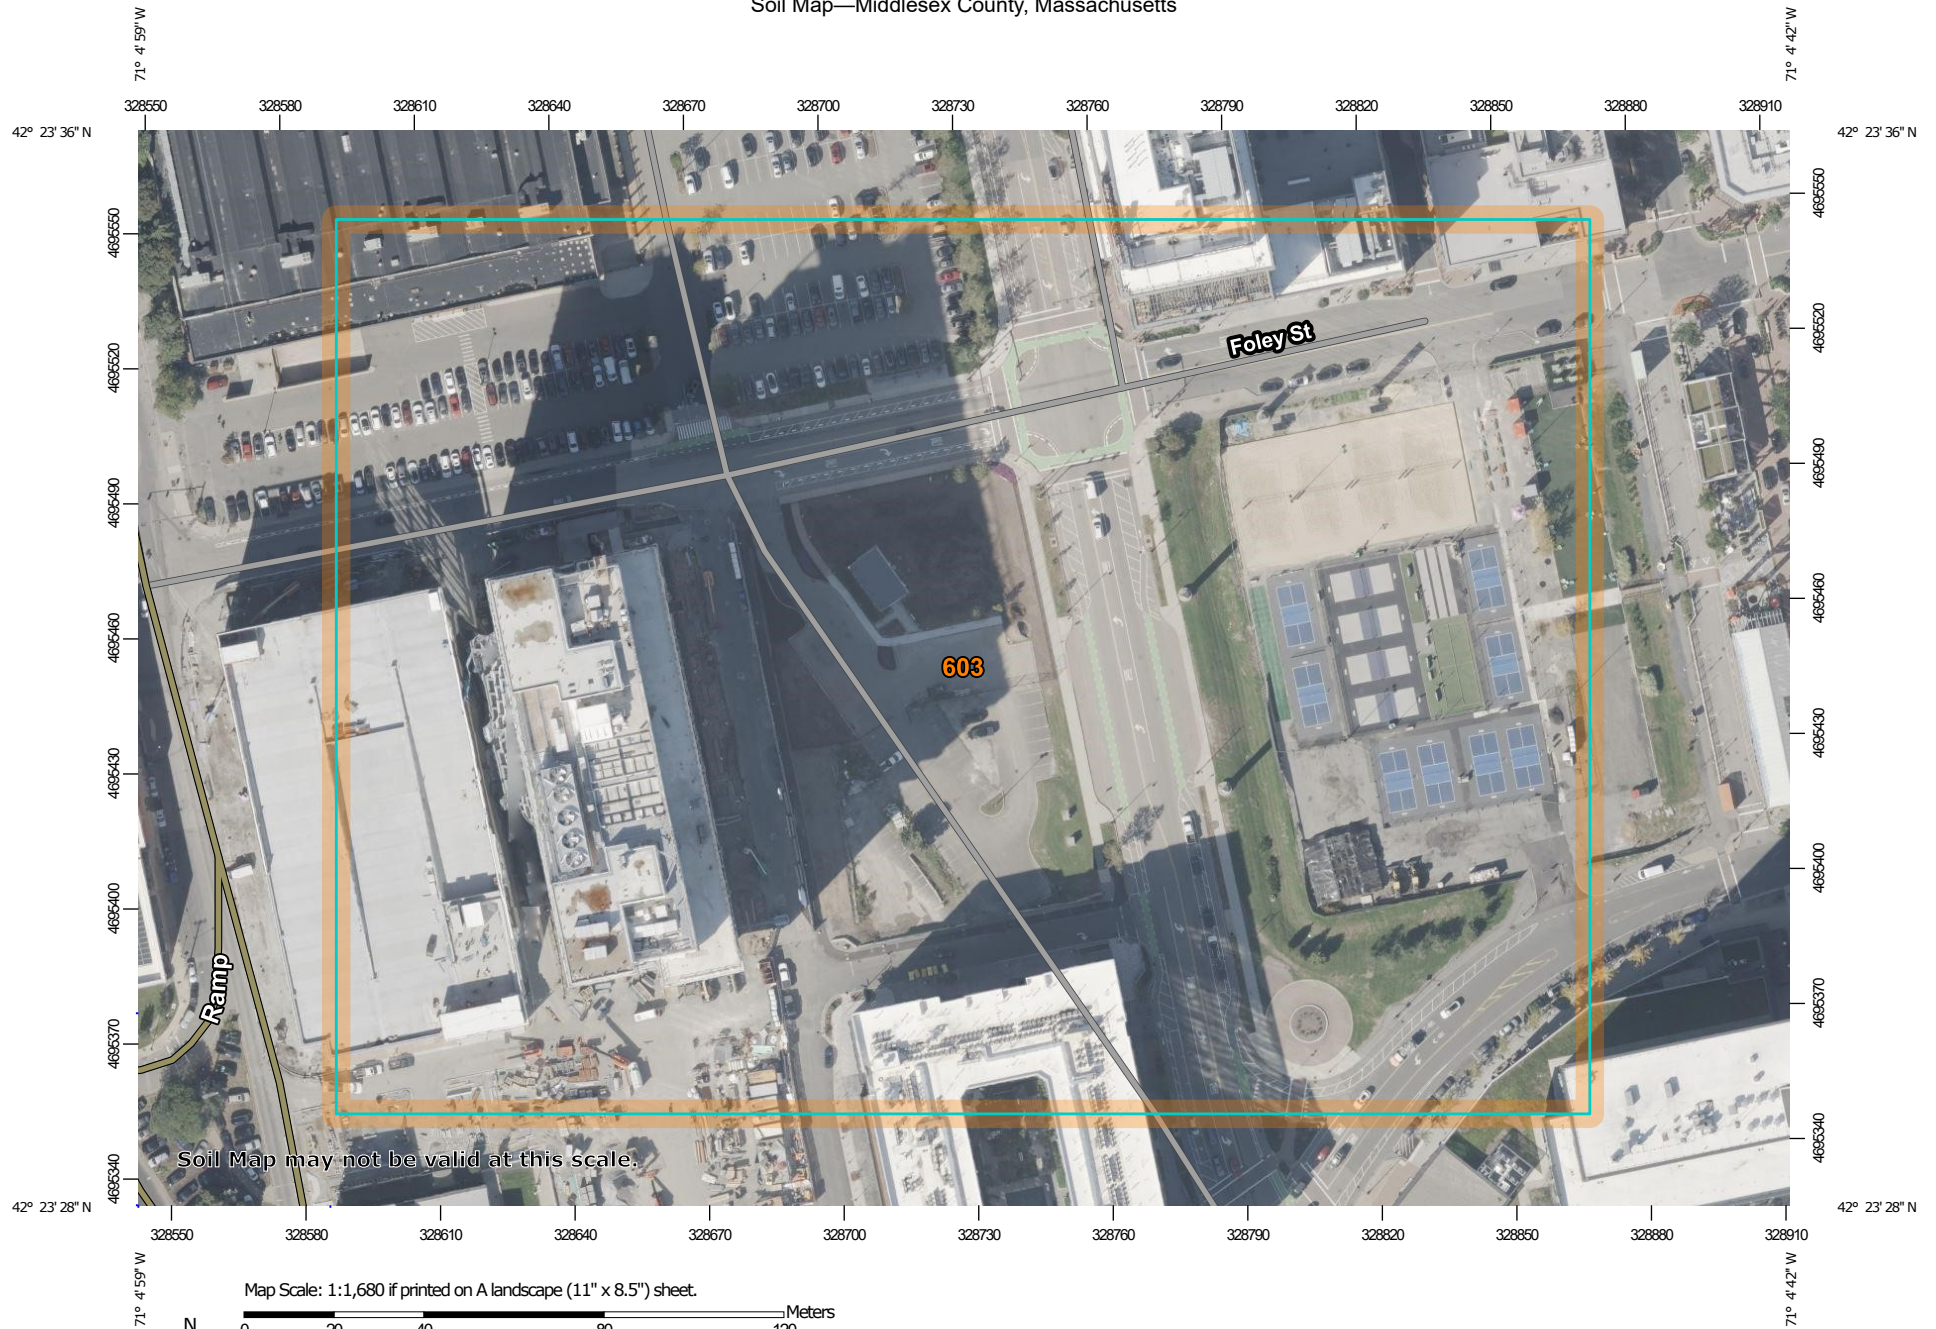 Soil Map—Middlesex County, Massachusetts
71° 4' 59'' W
71° 4' 42'' W
328550 328580 328610 328640 328670 328700 328730 328760 328790 328820 328850 328880 328910
42° 23' 36'' N
42° 23' 36'' N
4695550
4695550
4695520
4695520
Foley St
4695490
4695490
4695460
4695460
603
4695430
4695430
4695400
4695400
Ramp
4695370
4695370
4695340
4695340
Soil Map may not be valid at this scale.
42° 23' 28'' N
42° 23' 28'' N
328550 328580 328610 328640 328670 328700 328730 328760 328790 328820 328850 328880 328910
71° 4' 59'' W
71° 4' 42'' W
Map Scale: 1:1,680 if printed on A landscape (11" x 8.5") sheet.
Meters
N
0 20 40 80 120